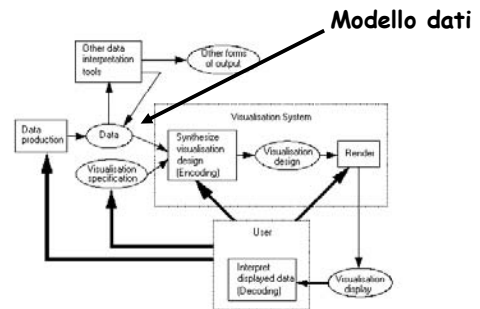 Modello dati
Other data
interpretation
tools
Other forms
of output
Data
production
Data
Visualisation System
Synthesize
visualisation
design
(Encoding)
Visualisation
design
Render
Visualisation
specification
User
Interpret
displayed data
(Decoding)
Visualisation
display